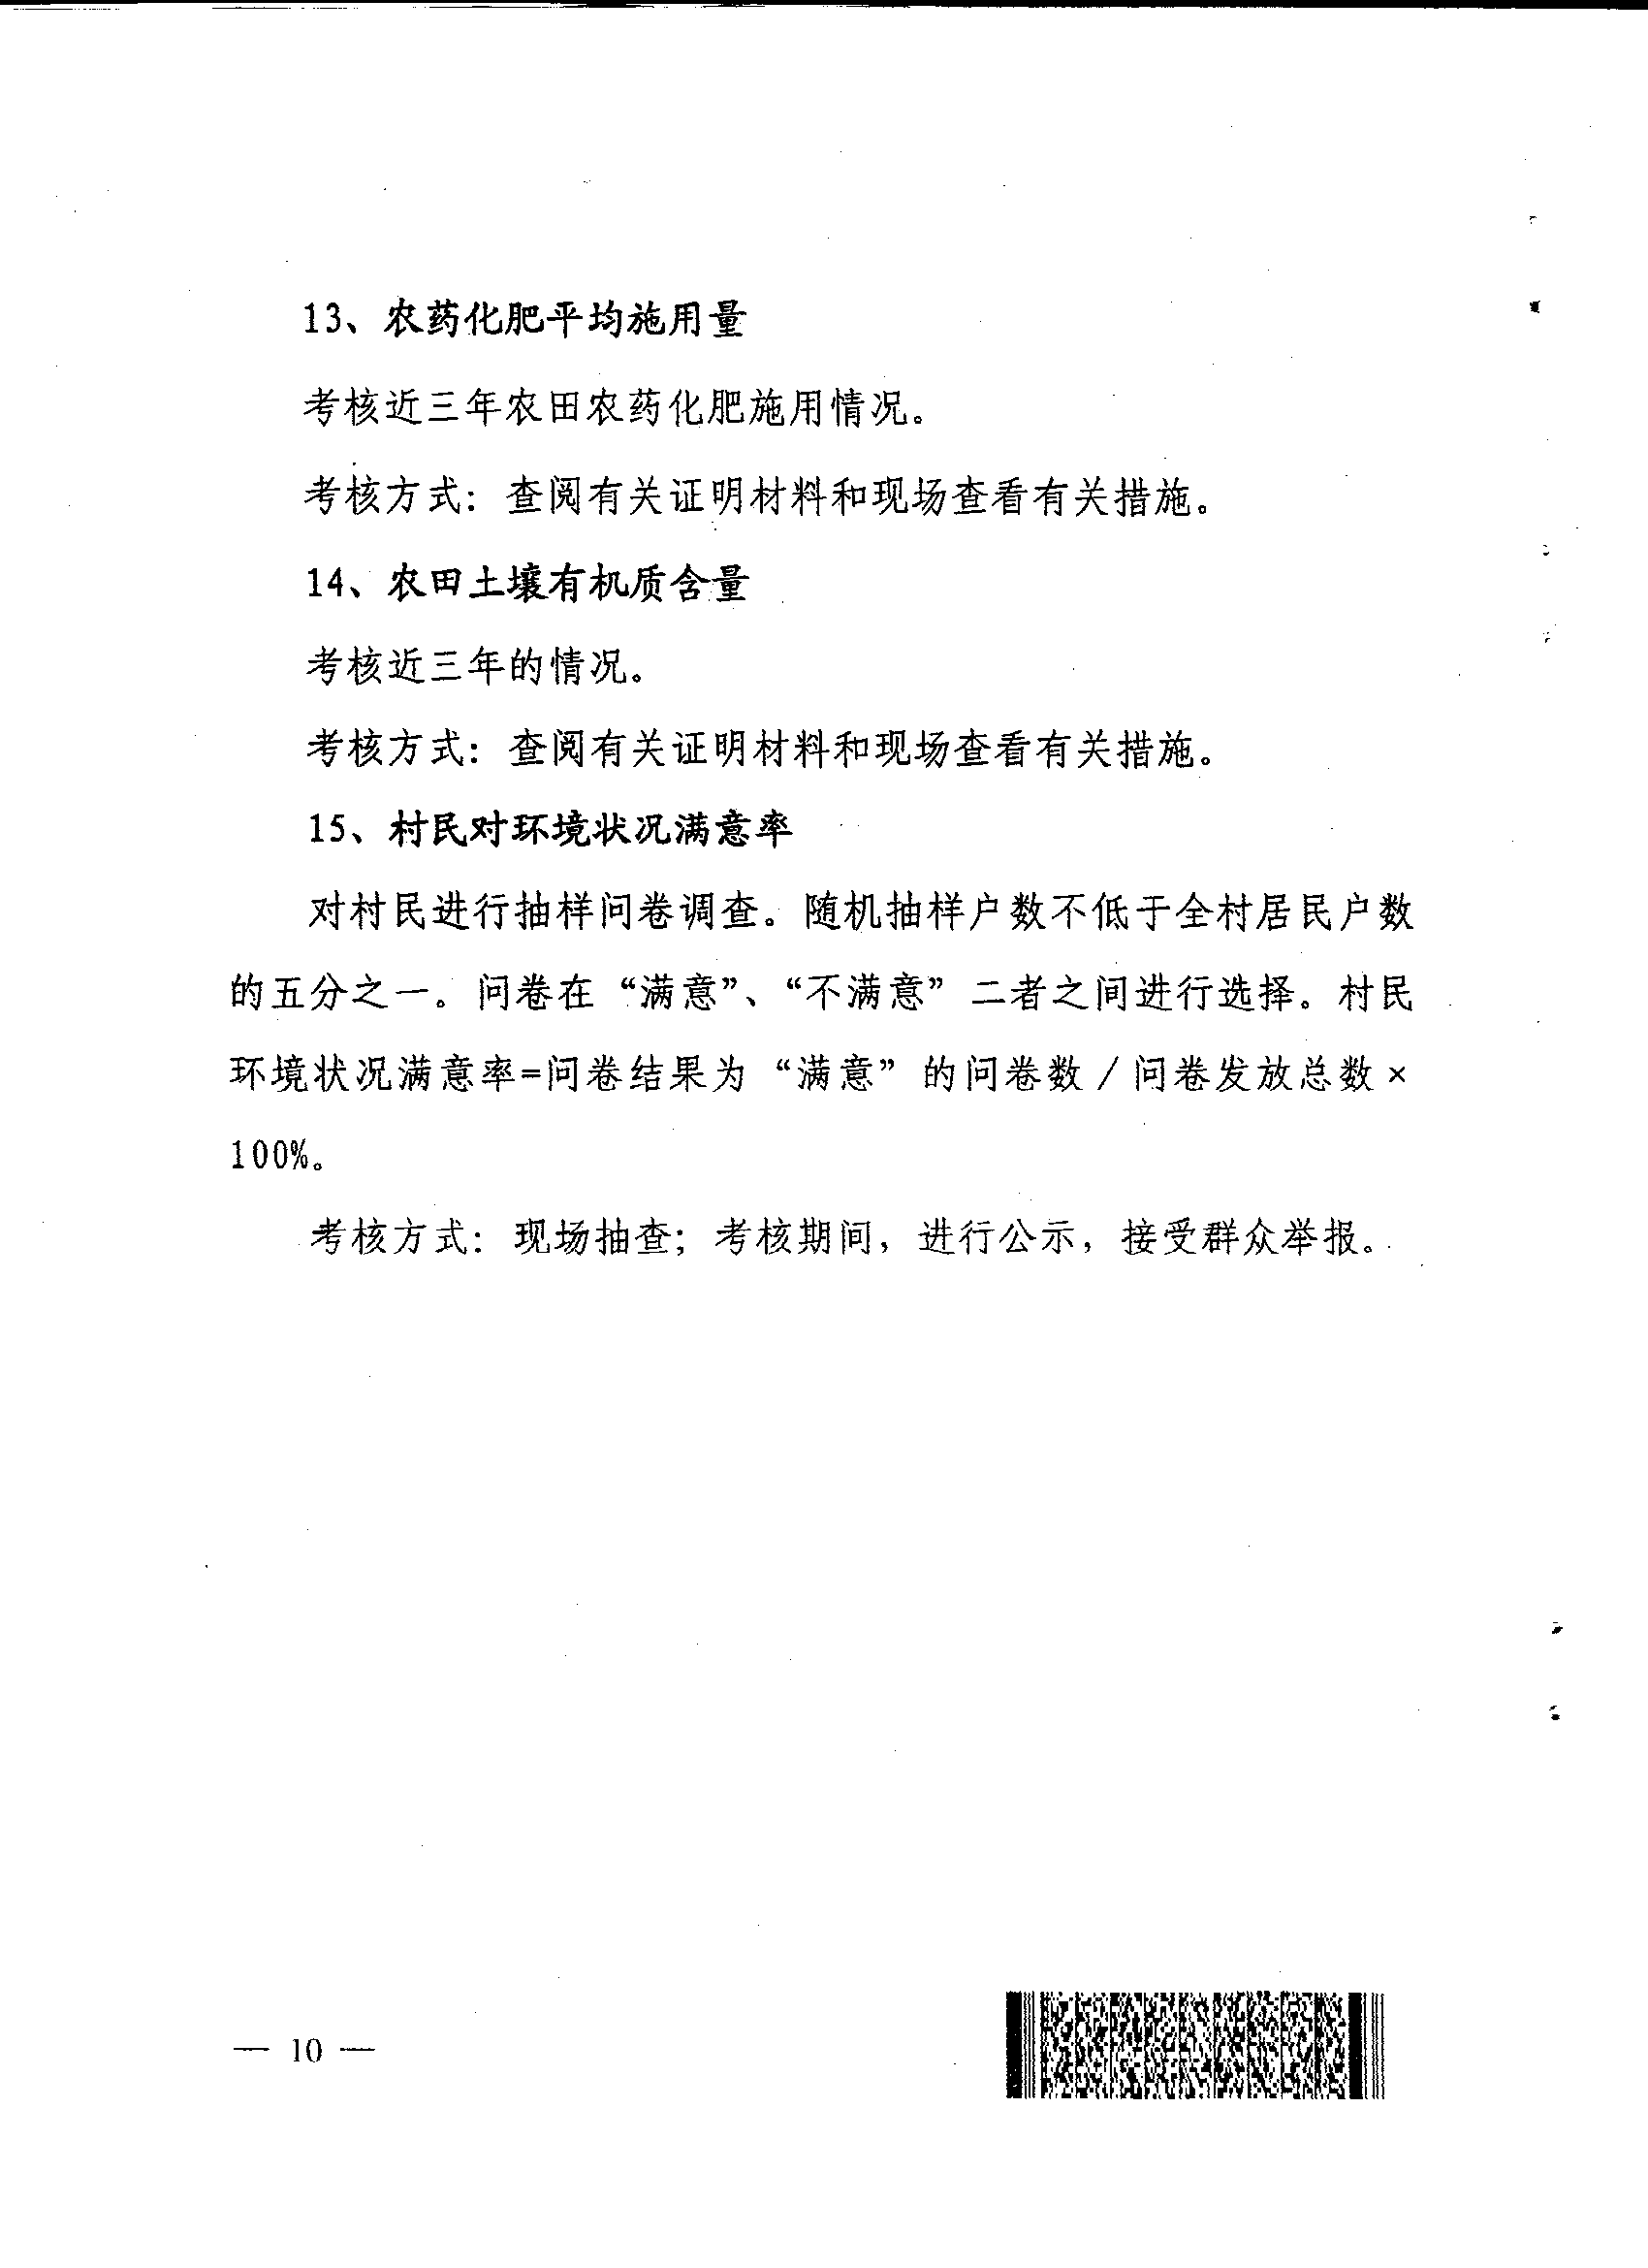 13、农药化肥平均施用量
考核近三年农田农药化肥施用情况。
考核方式：查阅有关证明材料和现场查看有关措施。
14、农田土壤有机质含量
考核近三年的情况。
考核方式：查阅有关证明材料和现场查看有关措施。
15、村民对环境状况满意率
对村民进行抽样问卷调查。随机抽样户数不低于全村居民户数
的五分之一。问卷在“满意”、“不满意”二者之间进行选择。村民
环境状况满意率=问卷结果为“满意”的问卷数／问卷发放总数×
100%。
考核方式：现场抽查；考核期间，进行公示，接受群众举报。
— 10 —